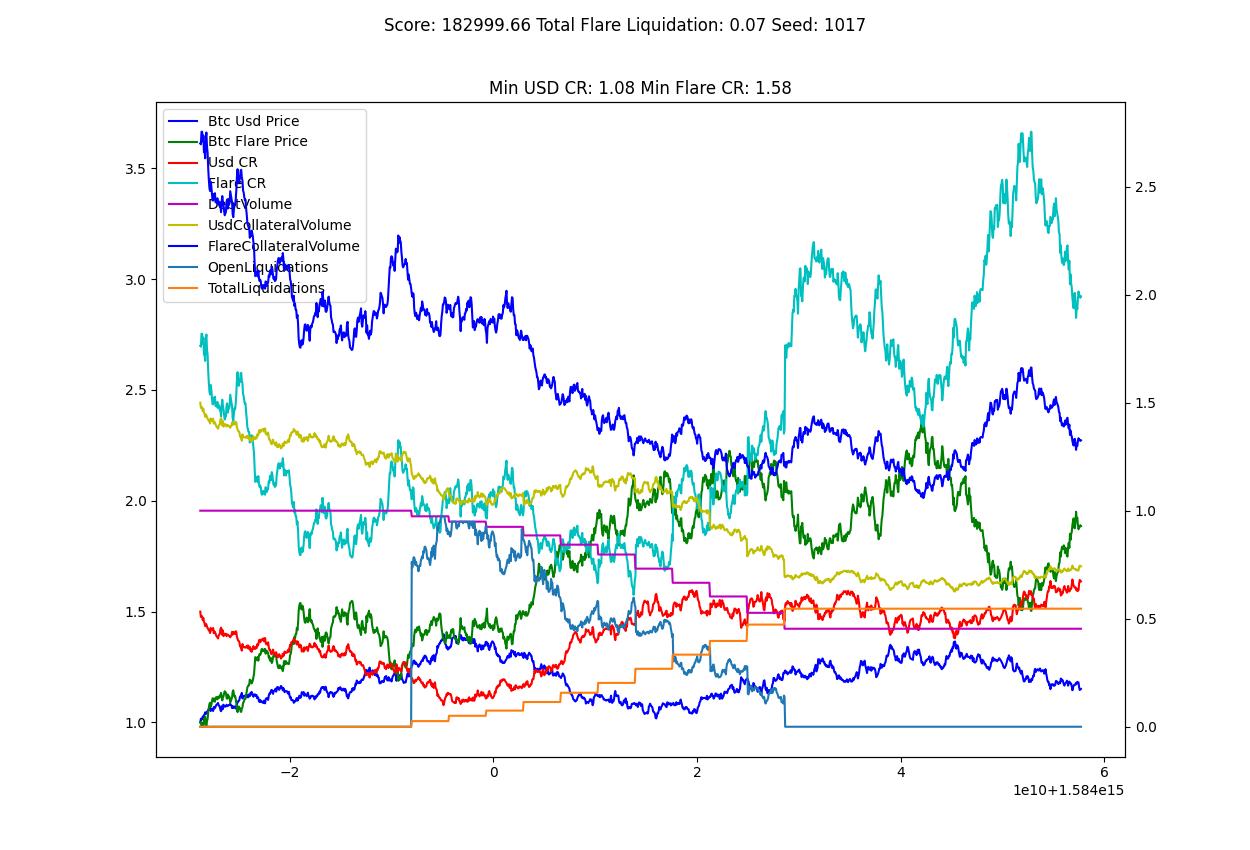 Score: 182999.66 Total Flare Liquidation: 0.07 Seed: 1017
Min USD CR: 1.08 Min Flare CR: 1.58
Btc Usd Price
Btc Flare Price
Usd CR
Flare CR
DebtVolume
UsdCollateralVolume
FlareCollateralVolume
OpenLiquidations
TotalLiquidations
3.5
3.0
2.5
2.0
1.5
1.0
2.5
2.0
1.5
1.0
0.5
0.0
−2
0
2
4
6
1e10+1.584e15